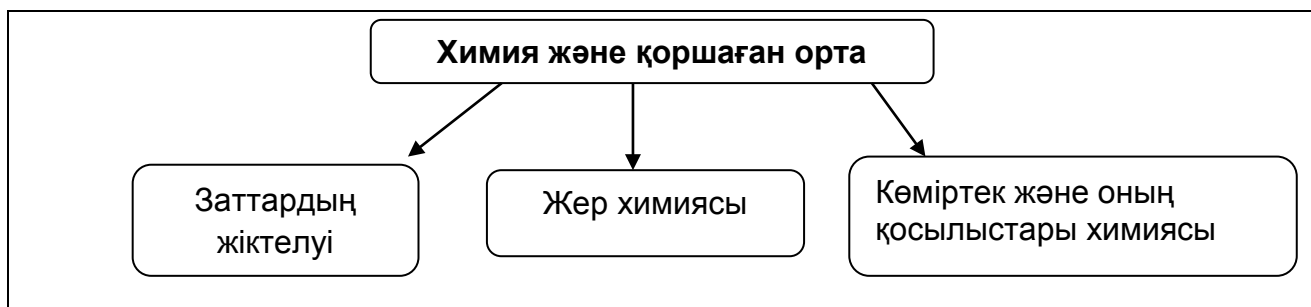 Химия және қоршаған орта
Заттардың
жіктелуі
Жер химиясы
Көміртек және оның
қосылыстары химиясы